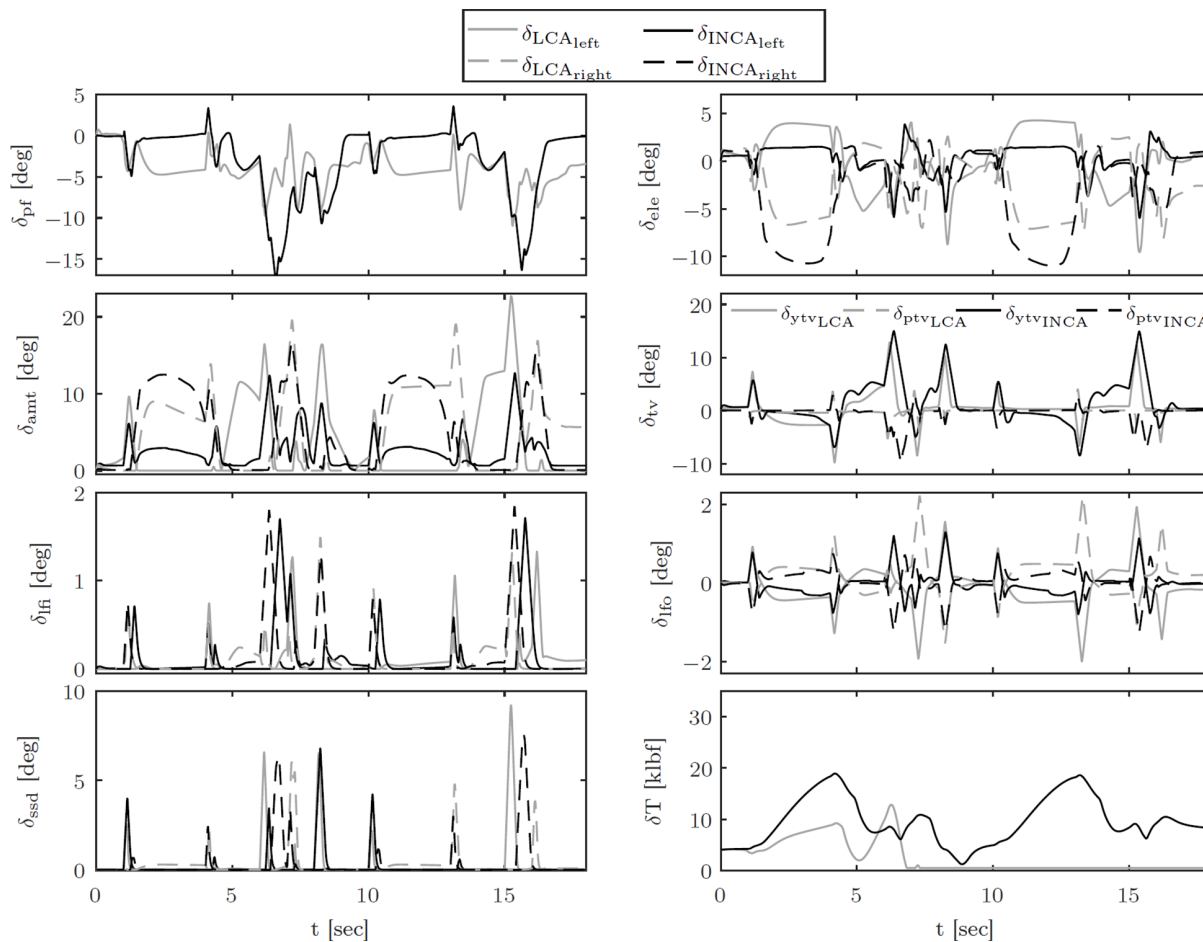 δLCAleft δINCAleft
δLCAright δINCAright
5
0
−5
−10
−15
δpf [deg]
5
0
−5
−10
δele [deg]
20
10
0
δamt [deg]
δytvLCA δptvLCA δytvINCA δptvINCA
20
10
0
−10
δtv [deg]
2
1
0
δlfi [deg]
2
0
−2
δlfo [deg]
10
5
0
δssd [deg]
0 5 10 15
t [sec]
30
20
10
0
δT [klbf]
0 5 10 15
t [sec]